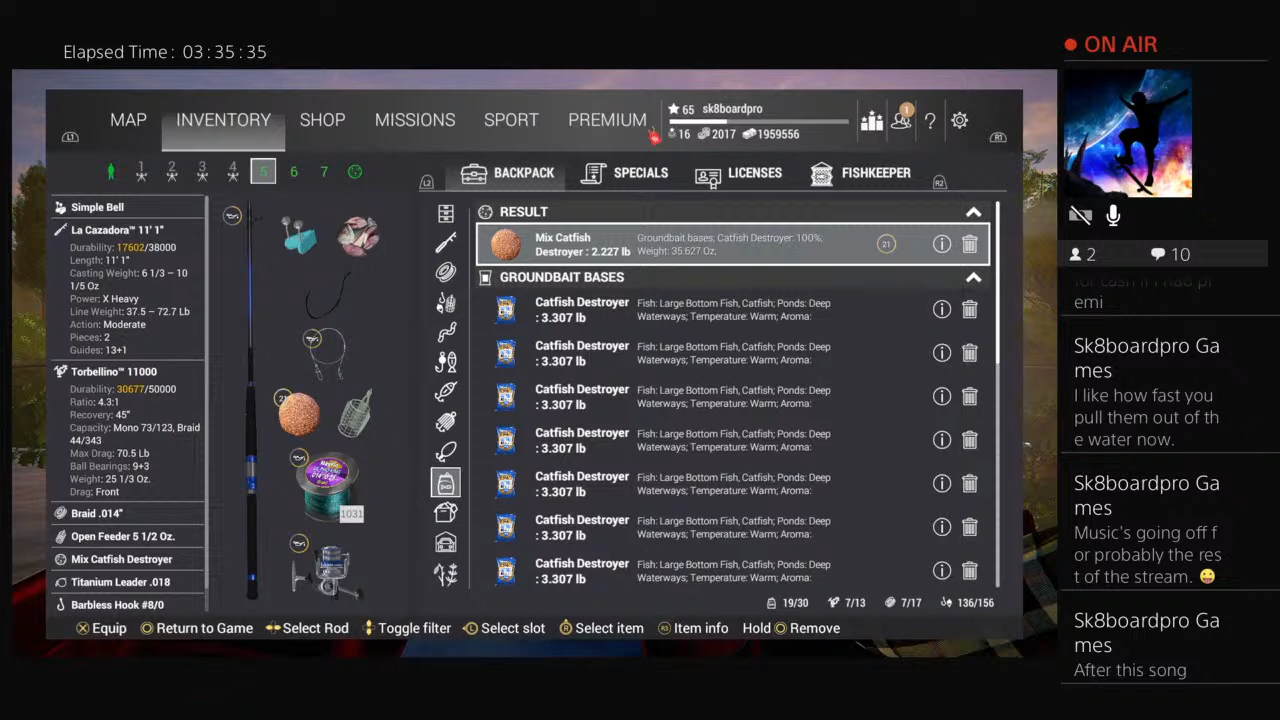 Elapsed Time: 03:35:35
ON AIR
L1
MAP
INVENTORY
SHOP
MISSIONS
SPORT
PREMIUM
65 sk8boardpro
16 2017 1959556
1
?
R1
1 2 3 4 5 6 7
L2
BACKPACK
SPECIALS
LICENSES
FISHKEEPER
R2
Simple Bell
La Cazadora™ 11' 1"
Durability: 17602/38000
Length: 11' 1"
Casting Weight: 6 1/3 – 10
1/5 Oz
Power: X Heavy
Line Weight: 37.5 – 72.7 Lb
Action: Moderate
Pieces: 2
Guides: 13+1
Torbellino™ 11000
Durability: 30677/50000
Ratio: 4.3:1
Recovery: 45"
Capacity: Mono 73/123, Braid
44/343
Max Drag: 70.5 Lb
Ball Bearings: 9+3
Weight: 25 1/3 Oz.
Drag: Front
Braid .014"
Open Feeder 5 1/2 Oz.
Mix Catfish Destroyer
Titanium Leader .018
Barbless Hook #8/0
21
1031
RESULT
Mix Catfish
Destroyer : 2.227 lb
Groundbait bases; Catfish Destroyer: 100%;
Weight: 35.627 Oz,
21
GROUNDBAIT BASES
Catfish Destroyer
: 3.307 lb
Fish: Large Bottom Fish, Catfish; Ponds: Deep
Waterways; Temperature: Warm; Aroma:
Catfish Destroyer
: 3.307 lb
Fish: Large Bottom Fish, Catfish; Ponds: Deep
Waterways; Temperature: Warm; Aroma:
Catfish Destroyer
: 3.307 lb
Fish: Large Bottom Fish, Catfish; Ponds: Deep
Waterways; Temperature: Warm; Aroma:
Catfish Destroyer
: 3.307 lb
Fish: Large Bottom Fish, Catfish; Ponds: Deep
Waterways; Temperature: Warm; Aroma:
Catfish Destroyer
: 3.307 lb
Fish: Large Bottom Fish, Catfish; Ponds: Deep
Waterways; Temperature: Warm; Aroma:
Catfish Destroyer
: 3.307 lb
Fish: Large Bottom Fish, Catfish; Ponds: Deep
Waterways; Temperature: Warm; Aroma:
Catfish Destroyer
: 3.307 lb
Fish: Large Bottom Fish, Catfish; Ponds: Deep
Waterways; Temperature: Warm; Aroma:
19/30 7/13 7/17 136/156
Equip Return to Game Select Rod Toggle filter L Select slot R Select item R3 Item info Hold Remove
2 10
for cash if I had pr
emi
Sk8boardpro Ga
mes
I like how fast you
pull them out of th
e water now.
Sk8boardpro Ga
mes
Music's going off f
or probably the res
t of the stream. 😜
Sk8boardpro Ga
mes
After this song